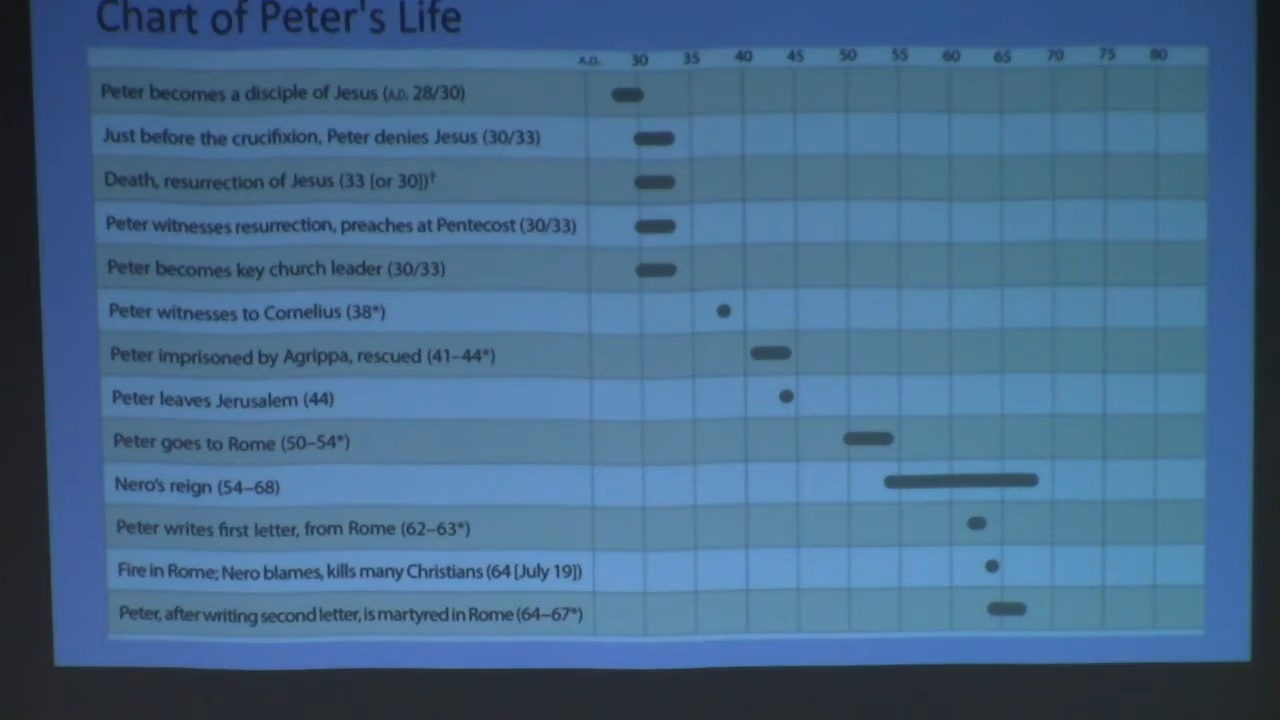 Chart of Peter's Life
A.D. 30 35 40 45 50 55 60 65 70 75 80
Peter becomes a disciple of Jesus (A.D. 28/30)
Just before the crucifixion, Peter denies Jesus (30/33)
Death, resurrection of Jesus (33 [or 30])†
Peter witnesses resurrection, preaches at Pentecost (30/33)
Peter becomes key church leader (30/33)
Peter witnesses to Cornelius (38*)
Peter imprisoned by Agrippa, rescued (41–44*)
Peter leaves Jerusalem (44)
Peter goes to Rome (50–54*)
Nero's reign (54–68)
Peter writes first letter, from Rome (62–63*)
Fire in Rome; Nero blames, kills many Christians (64 [July 19])
Peter, after writing second letter, is martyred in Rome (64–67*)